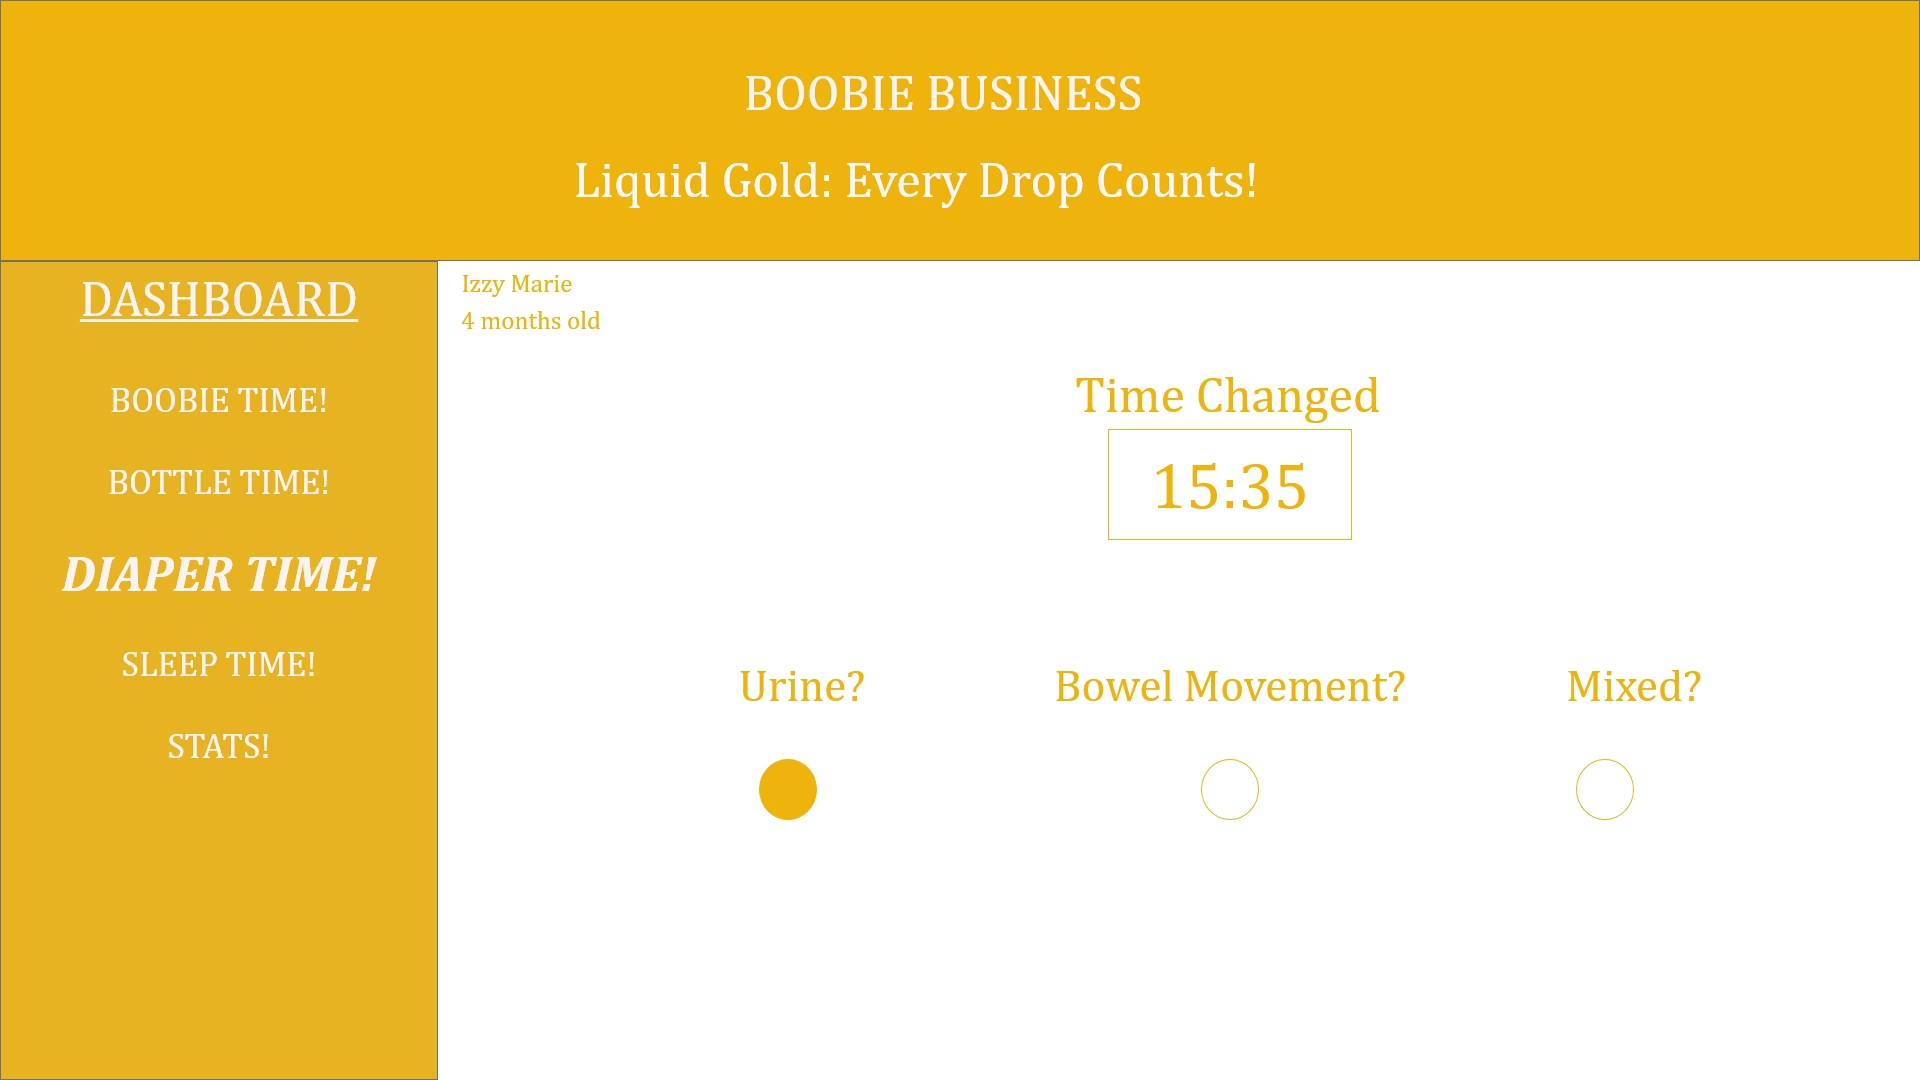 BOOBIE BUSINESS
Liquid Gold: Every Drop Counts!
DASHBOARD
BOOBIE TIME!
BOTTLE TIME!
DIAPER TIME!
SLEEP TIME!
STATS!
Izzy Marie
4 months old
Time Changed
15:35
Urine?
Bowel Movement?
Mixed?